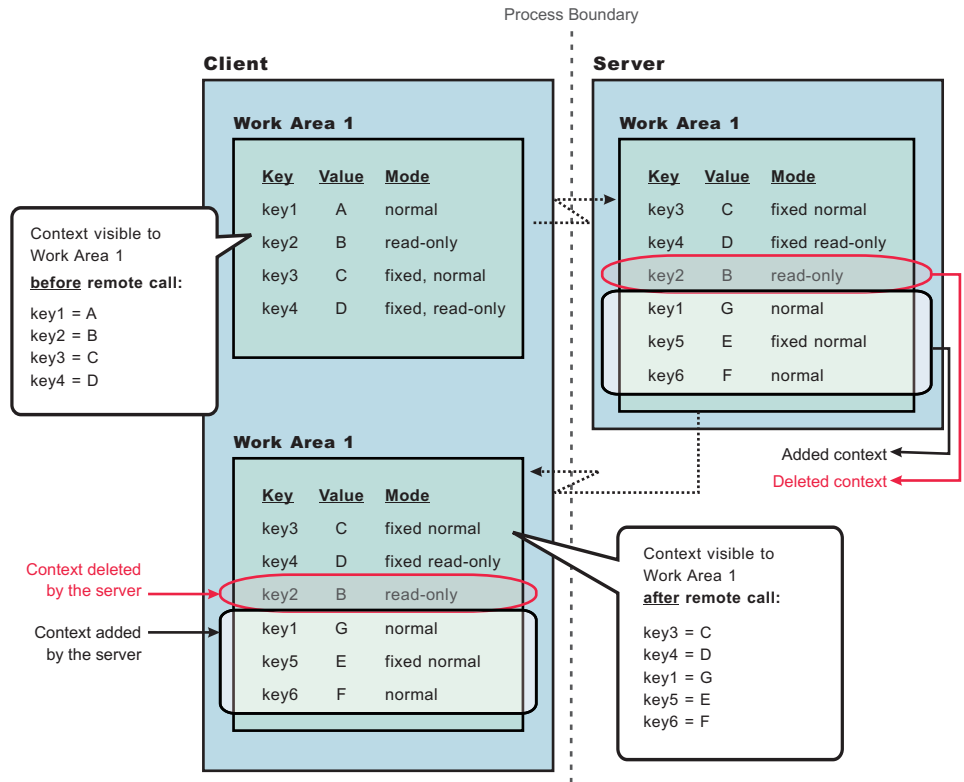 Process Boundary
Client
Server
Work Area 1
Key Value Mode
key1 A normal
key2 B read-only
key3 C fixed, normal
key4 D fixed, read-only
Context visible to
Work Area 1
before remote call:
key1 = A
key2 = B
key3 = C
key4 = D
Work Area 1
Key Value Mode
key3 C fixed normal
key4 D fixed read-only
key2 B read-only
key1 G normal
key5 E fixed normal
key6 F normal
Added context
Deleted context
Work Area 1
Key Value Mode
key3 C fixed normal
key4 D fixed read-only
key2 B read-only
key1 G normal
key5 E fixed normal
key6 F normal
Context deleted
by the server
Context added
by the server
Context visible to
Work Area 1
after remote call:
key3 = C
key4 = D
key1 = G
key5 = E
key6 = F